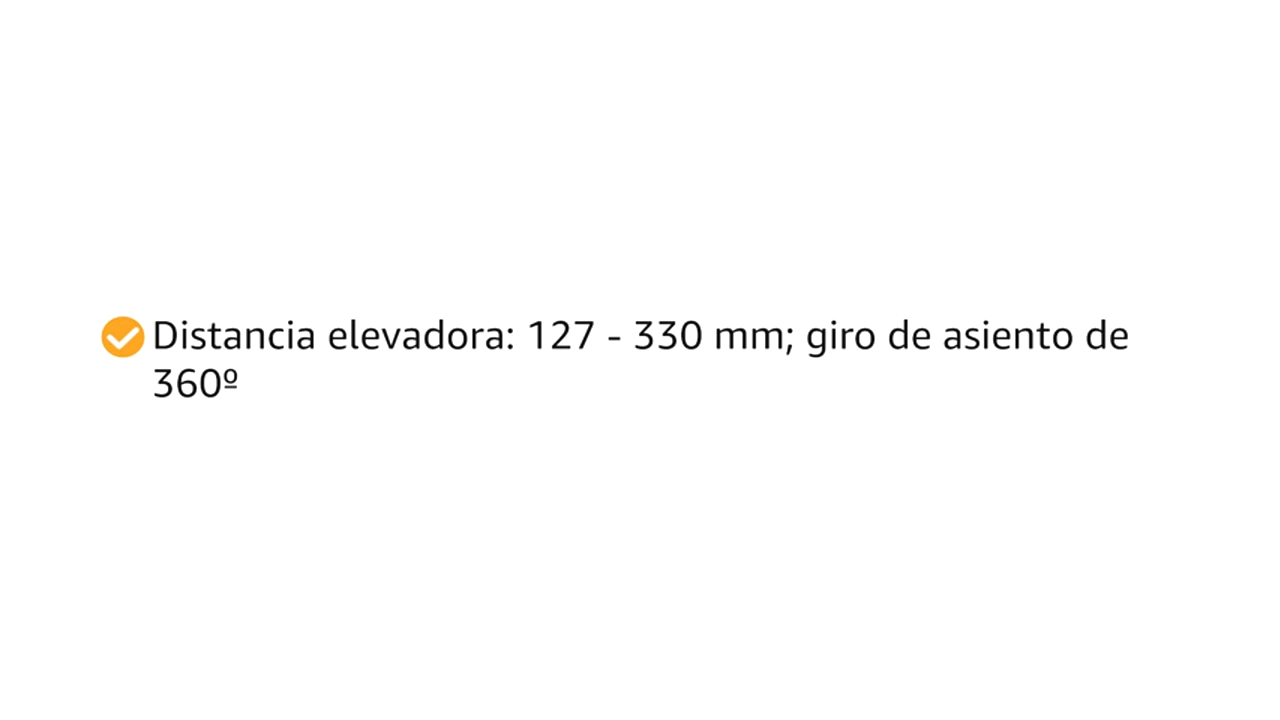 Distancia elevadora: 127 - 330 mm; giro de asiento de
360º